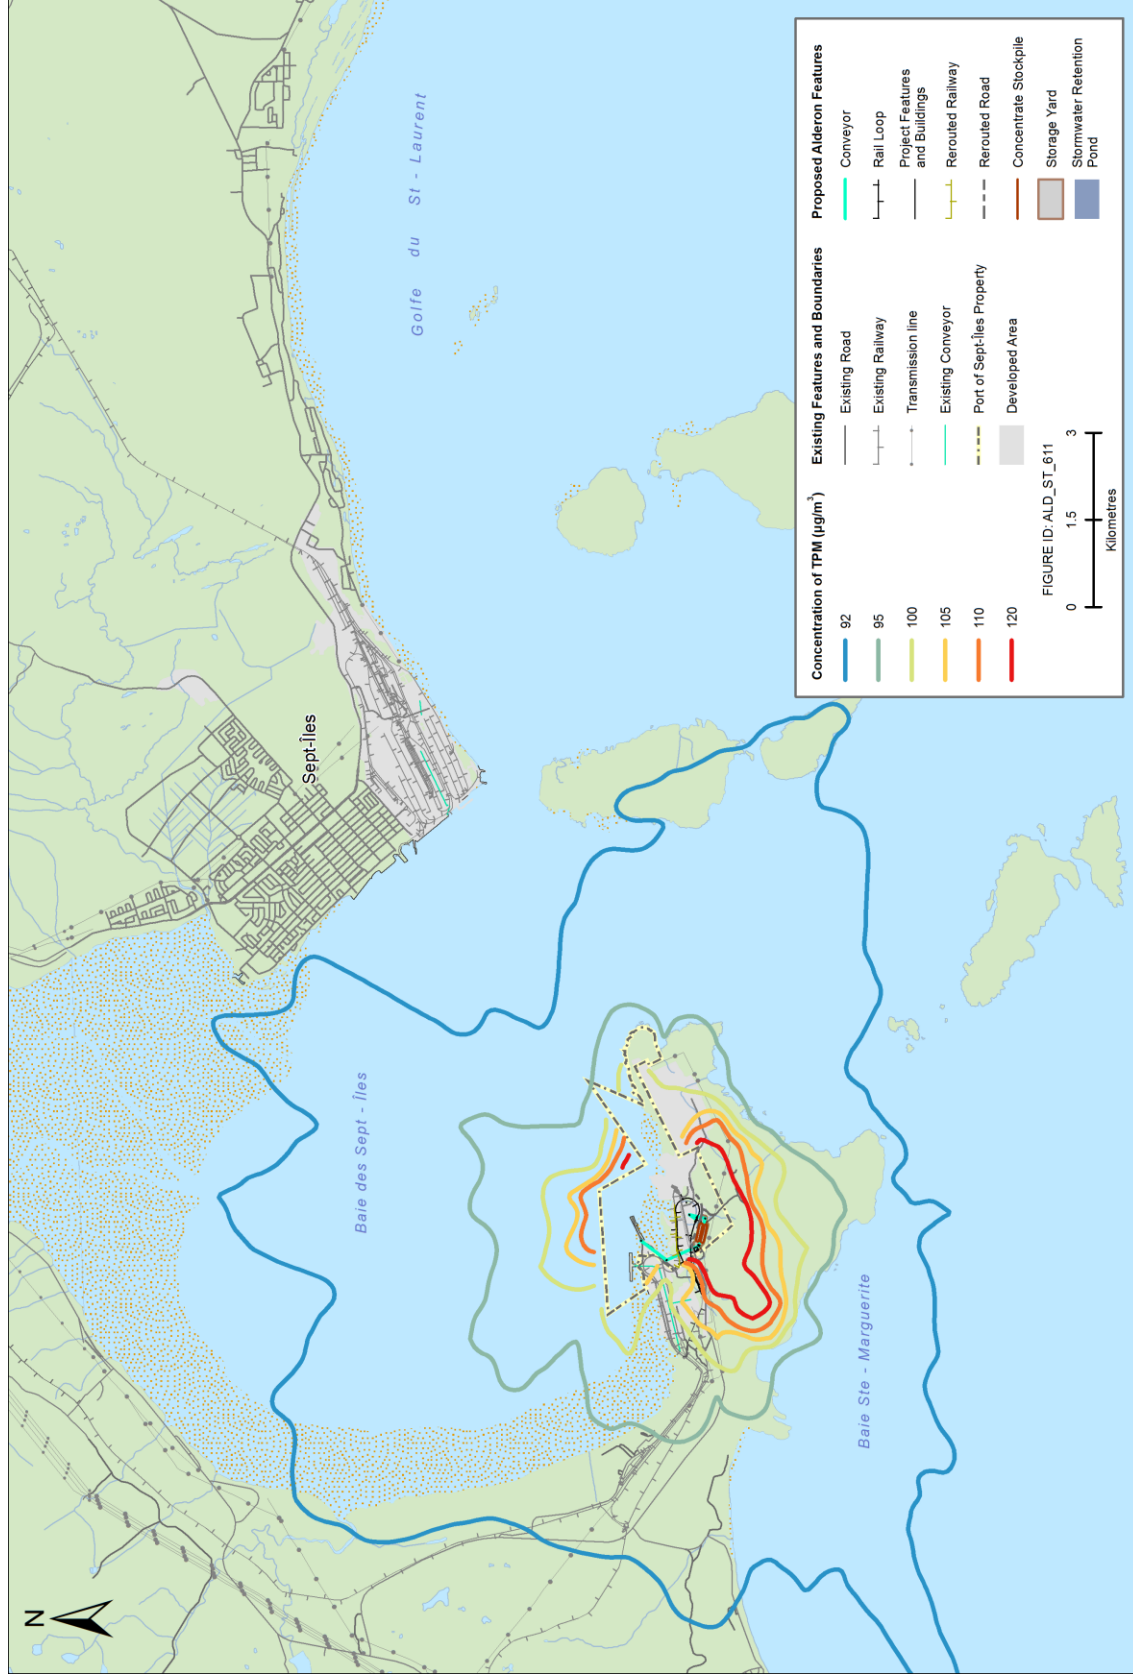 N
Sept-Îles
Golfe du St - Laurent
Baie des Sept - Îles
Baie Ste - Marguerite
Concentration of TPM (µg/m³)
92
95
100
105
110
120
Existing Features and Boundaries
Existing Road
Existing Railway
Transmission line
Existing Conveyor
Port of Sept-Îles Property
Developed Area
Proposed Alderon Features
Conveyor
Rail Loop
Project Features
and Buildings
Rerouted Railway
Rerouted Road
Concentrate Stockpile
Storage Yard
Stormwater Retention
Pond
FIGURE ID: ALD_ST_611
0 1.5 3
Kilometres